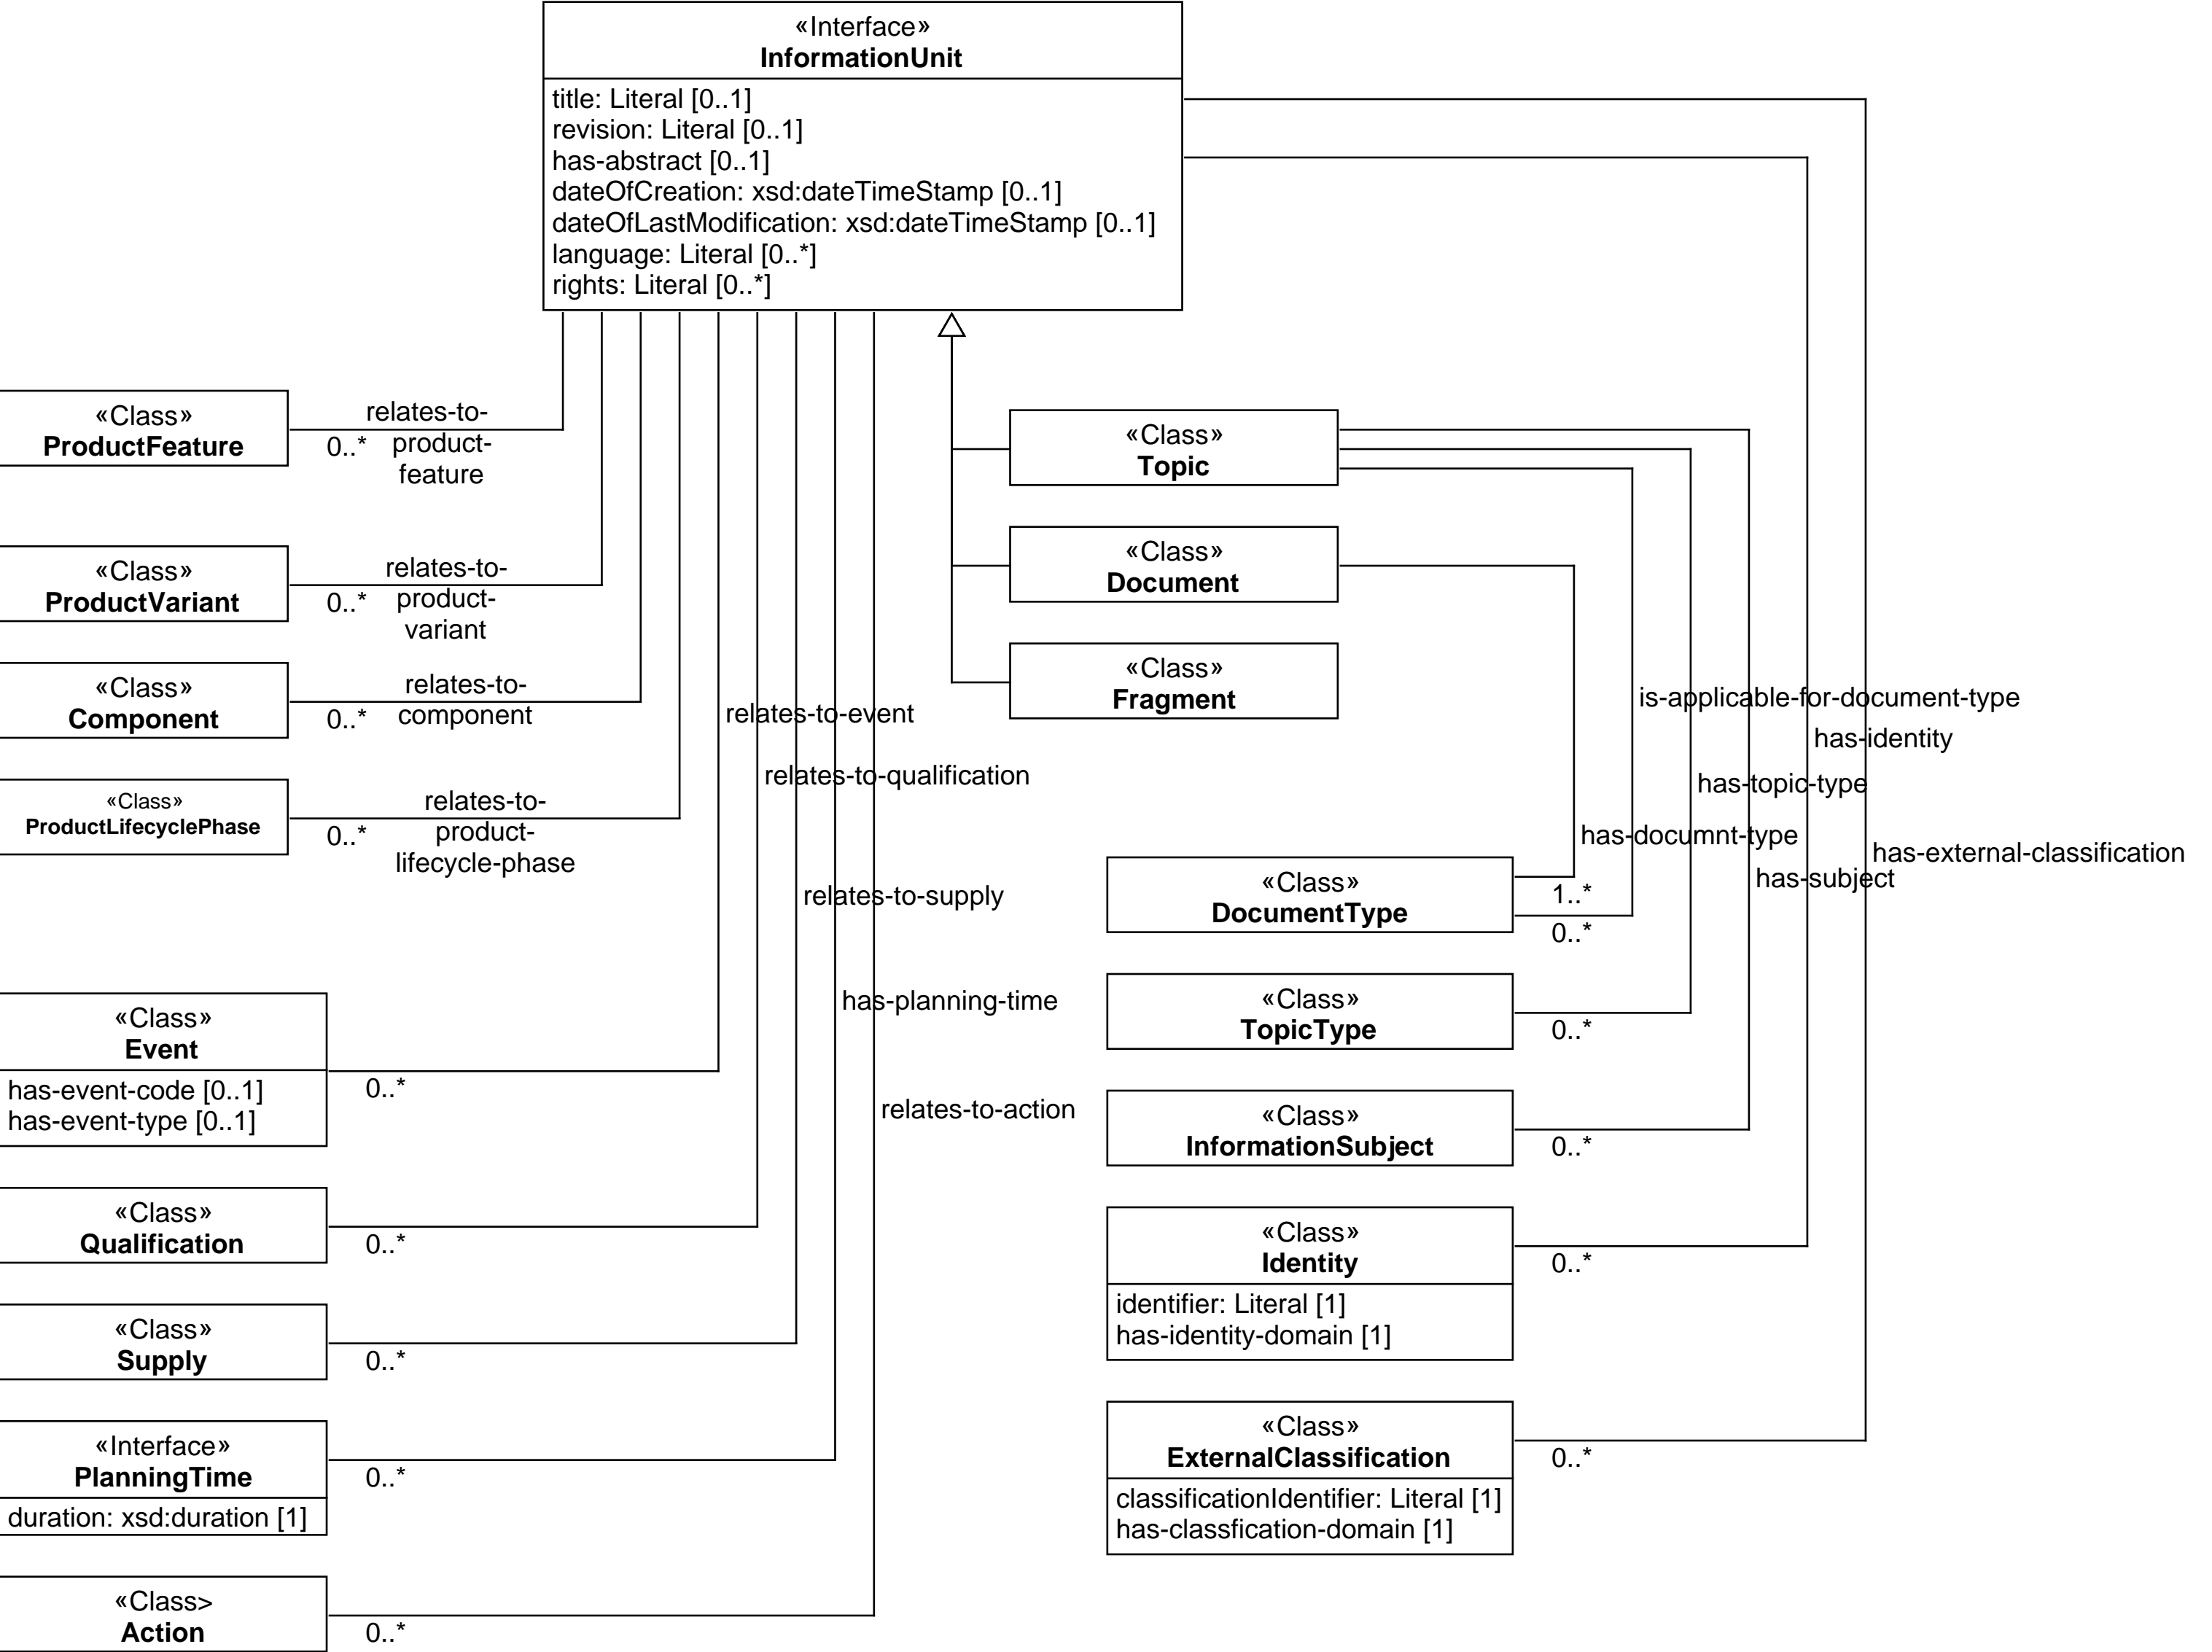 «Interface»
InformationUnit
title: Literal [0..1]
revision: Literal [0..1]
has-abstract [0..1]
dateOfCreation: xsd:dateTimeStamp [0..1]
dateOfLastModification: xsd:dateTimeStamp [0..1]
language: Literal [0..*]
rights: Literal [0..*]
«Class»
ProductFeature
relates-to-
product-
feature
0..*
«Class»
ProductVariant
relates-to-
product-
variant
0..*
«Class»
Component
relates-to-
component
0..*
«Class»
ProductLifecyclePhase
relates-to-
product-
lifecycle-phase
0..*
«Class»
Event
has-event-code [0..1]
has-event-type [0..1]
0..*
«Class»
Qualification
0..*
«Class»
Supply
0..*
«Interface»
PlanningTime
duration: xsd:duration [1]
0..*
«Class>
Action
0..*
relates-to-event
relates-to-qualification
relates-to-supply
has-planning-time
relates-to-action
«Class»
Topic
«Class»
Document
«Class»
Fragment
is-applicable-for-document-type
has-identity
has-topic-type
has-documnt-type
has-external-classification
has-subject
«Class»
DocumentType
1..*
0..*
«Class»
TopicType
0..*
«Class»
InformationSubject
0..*
«Class»
Identity
identifier: Literal [1]
has-identity-domain [1]
0..*
«Class»
ExternalClassification
classificationIdentifier: Literal [1]
has-classfication-domain [1]
0..*